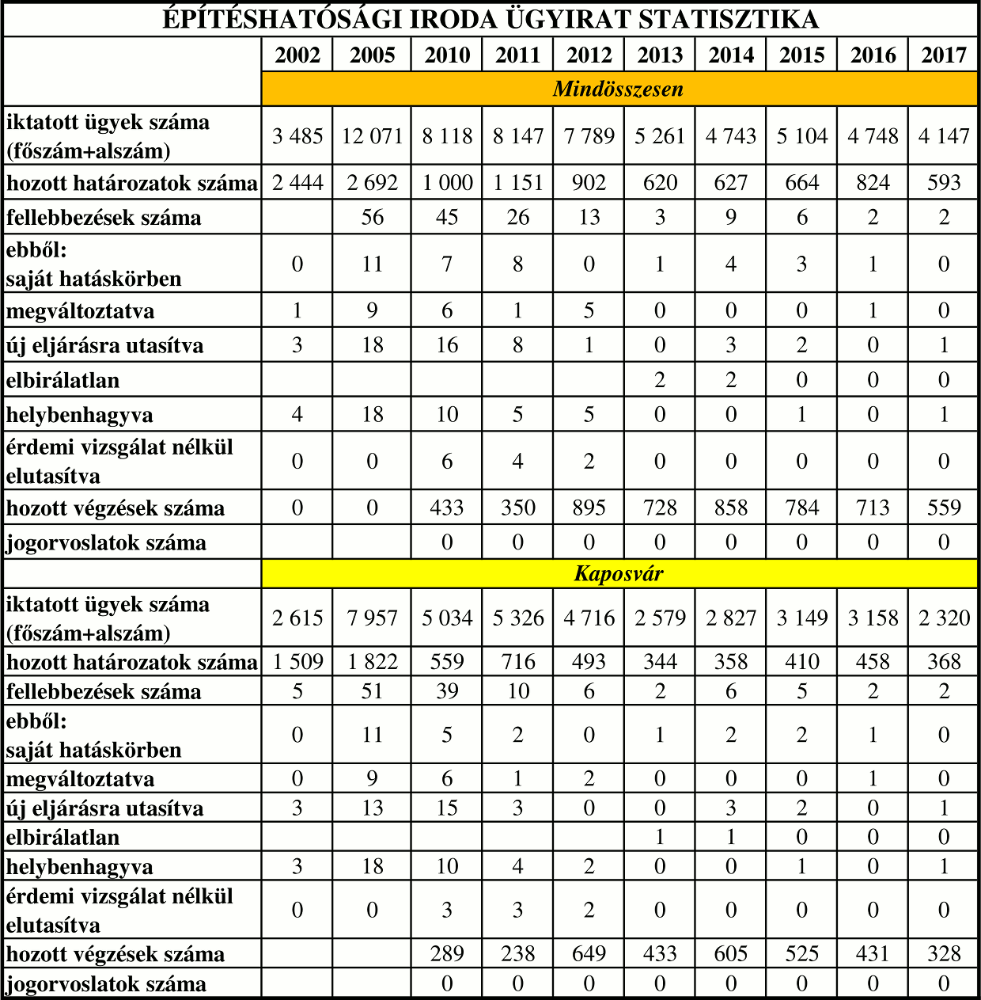 ÉPÍTÉSHATÓSÁGI IRODA ÜGYIRAT STATISZTIKA
2002 2005 2010 2011 2012 2013 2014 2015 2016 2017
Mindösszesen
iktatott ügyek száma
(főszám+alszám) 3 485 12 071 8 118 8 147 7 789 5 261 4 743 5 104 4 748 4 147
hozott határozatok száma 2 444 2 692 1 000 1 151 902 620 627 664 824 593
fellebbezések száma 56 45 26 13 3 9 6 2 2
ebből:
saját hatáskörben 0 11 7 8 0 1 4 3 1 0
megváltoztatva 1 9 6 1 5 0 0 0 1 0
új eljárásra utasítva 3 18 16 8 1 0 3 2 0 1
elbirálatlan 2 2 0 0 0
helybenhagyva 4 18 10 5 5 0 0 1 0 1
érdemi vizsgálat nélkül
elutasítva 0 0 6 4 2 0 0 0 0 0
hozott végzések száma 0 0 433 350 895 728 858 784 713 559
jogorvoslatok száma 0 0 0 0 0 0 0 0
Kaposvár
iktatott ügyek száma
(főszám+alszám) 2 615 7 957 5 034 5 326 4 716 2 579 2 827 3 149 3 158 2 320
hozott határozatok száma 1 509 1 822 559 716 493 344 358 410 458 368
fellebbezések száma 5 51 39 10 6 2 6 5 2 2
ebből:
saját hatáskörben 0 11 5 2 0 1 2 2 1 0
megváltoztatva 0 9 6 1 2 0 0 0 1 0
új eljárásra utasítva 3 13 15 3 0 0 3 2 0 1
elbirálatlan 1 1 0 0 0
helybenhagyva 3 18 10 4 2 0 0 1 0 1
érdemi vizsgálat nélkül
elutasítva 0 0 3 3 2 0 0 0 0 0
hozott végzések száma 289 238 649 433 605 525 431 328
jogorvoslatok száma 0 0 0 0 0 0 0 0